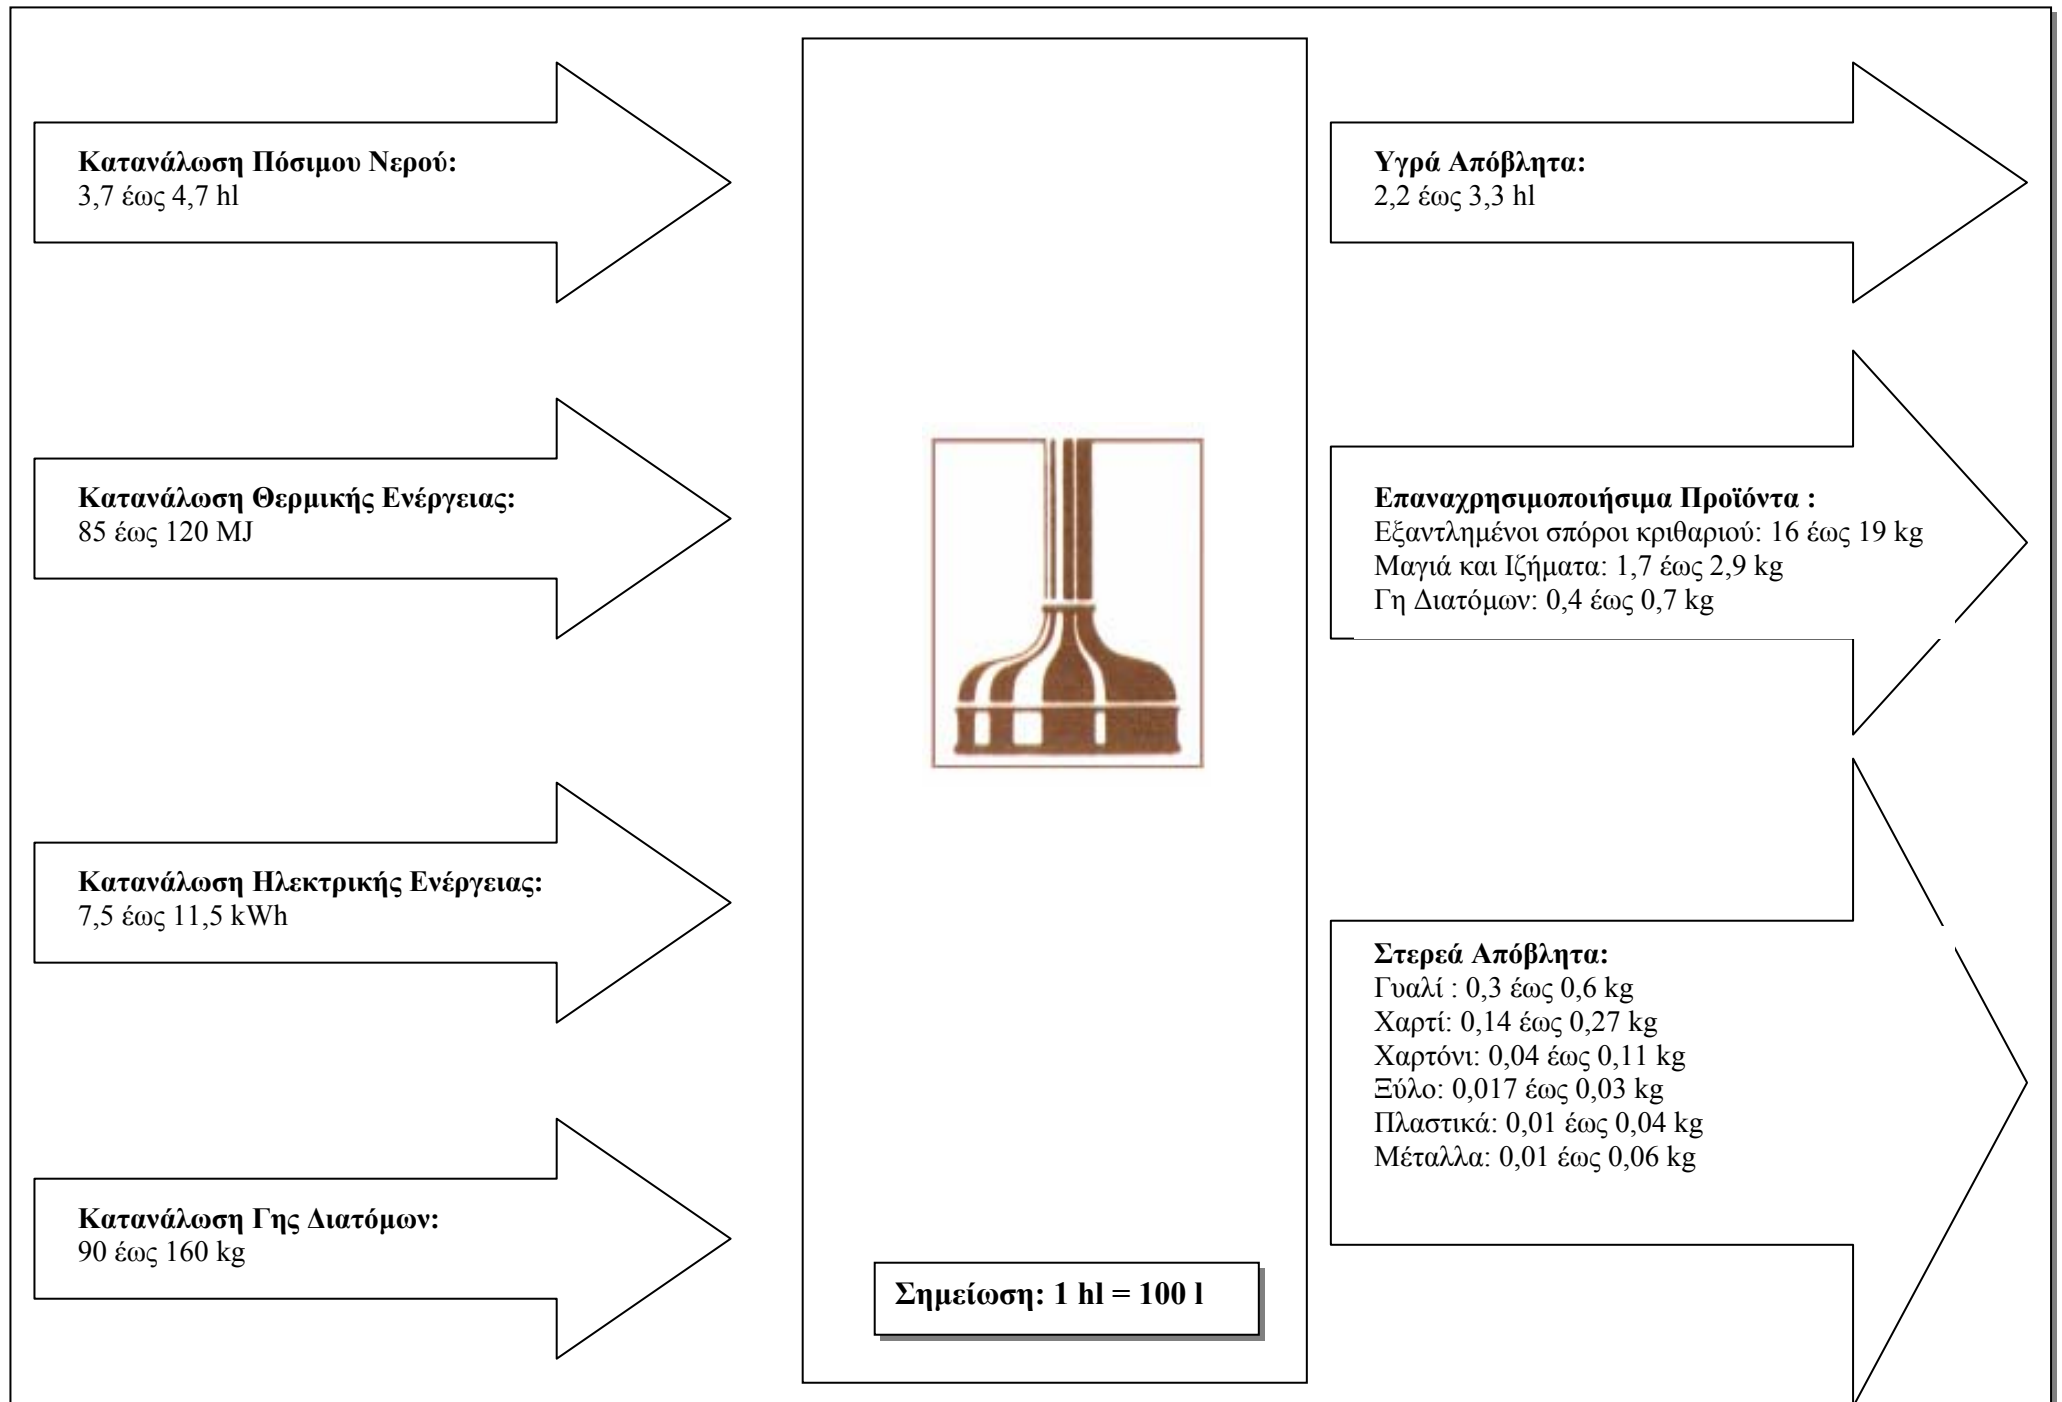 Κατανάλωση Πόσιμου Νερού:
3,7 έως 4,7 hl
Κατανάλωση Θερμικής Ενέργειας:
85 έως 120 MJ
Κατανάλωση Ηλεκτρικής Ενέργειας:
7,5 έως 11,5 kWh
Κατανάλωση Γης Διατόμων:
90 έως 160 kg
Σημείωση: 1 hl = 100 l
Υγρά Απόβλητα:
2,2 έως 3,3 hl
Επαναχρησιμοποιήσιμα Προϊόντα :
Εξαντλημένοι σπόροι κριθαριού: 16 έως 19 kg
Μαγιά και Ιζήματα: 1,7 έως 2,9 kg
Γη Διατόμων: 0,4 έως 0,7 kg
Στερεά Απόβλητα:
Γυαλί : 0,3 έως 0,6 kg
Χαρτί: 0,14 έως 0,27 kg
Χαρτόνι: 0,04 έως 0,11 kg
Ξύλο: 0,017 έως 0,03 kg
Πλαστικά: 0,01 έως 0,04 kg
Μέταλλα: 0,01 έως 0,06 kg